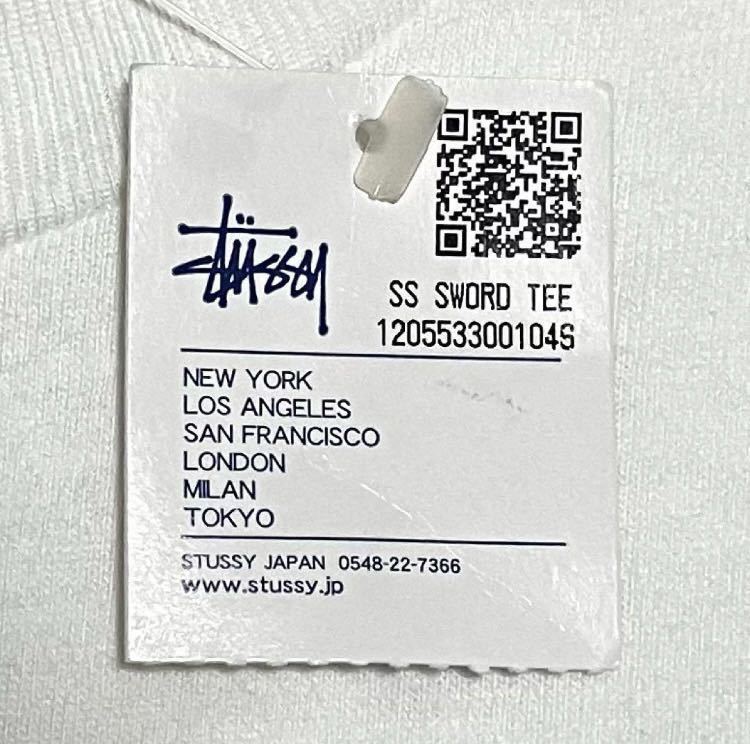 Stüssy
SS SWORD TEE
120553300104S
NEW YORK
LOS ANGELES
SAN FRANCISCO
LONDON
MILAN
TOKYO
STUSSY JAPAN 0548-22-7366
www.stussy.jp